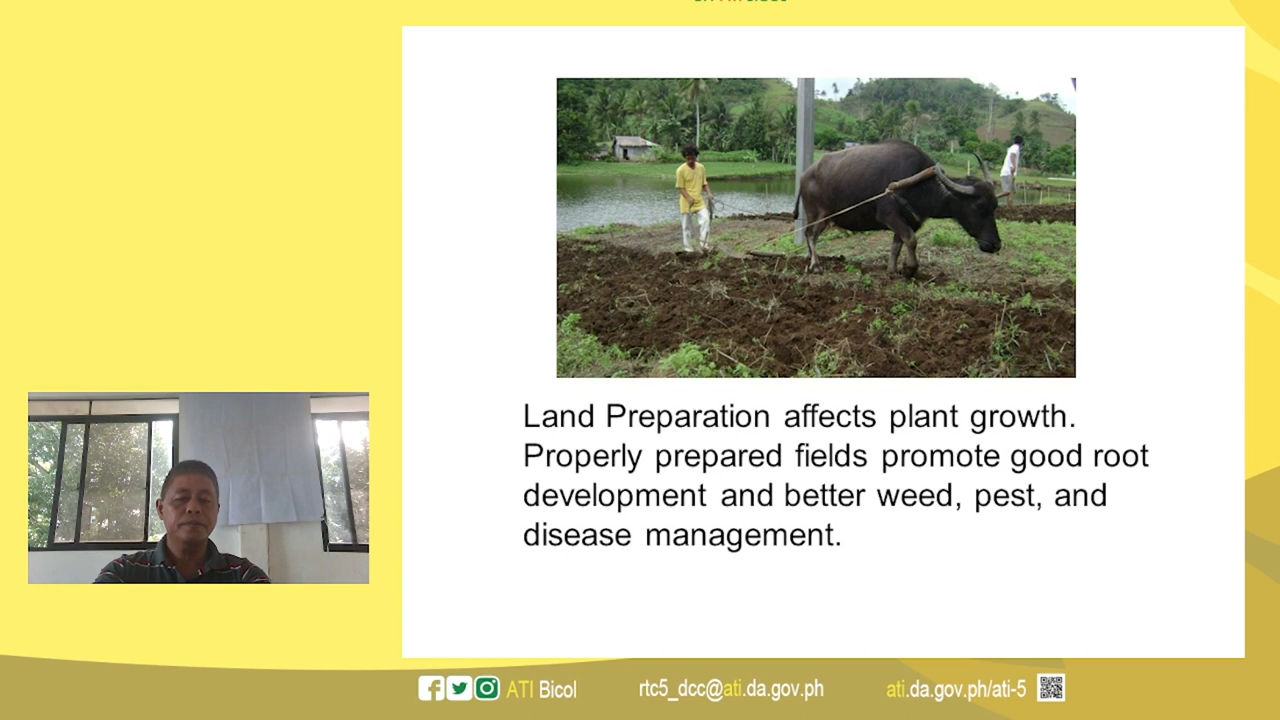 Land Preparation affects plant growth.
Properly prepared fields promote good root
development and better weed, pest, and
disease management.
ATI Bicol
rtc5_dcc@ati.da.gov.ph
ati.da.gov.ph/ati-5